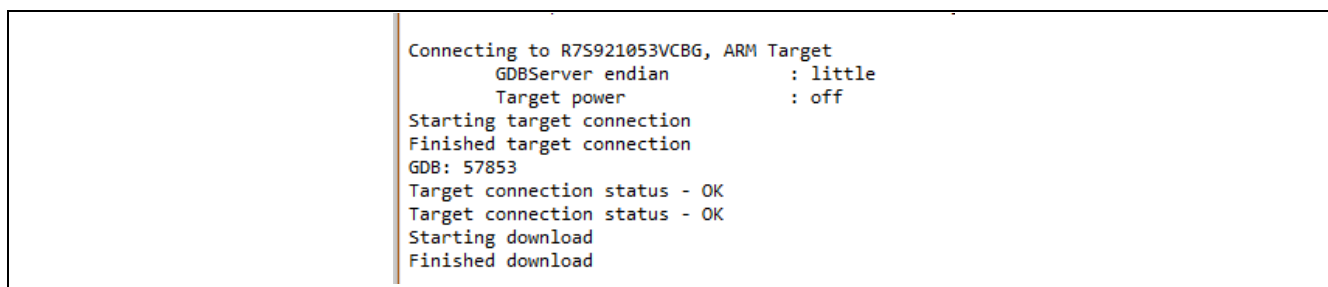 Connecting to R7S921053VCBG, ARM Target
GDBServer endian : little
Target power : off
Starting target connection
Finished target connection
GDB: 57853
Target connection status - OK
Target connection status - OK
Starting download
Finished download